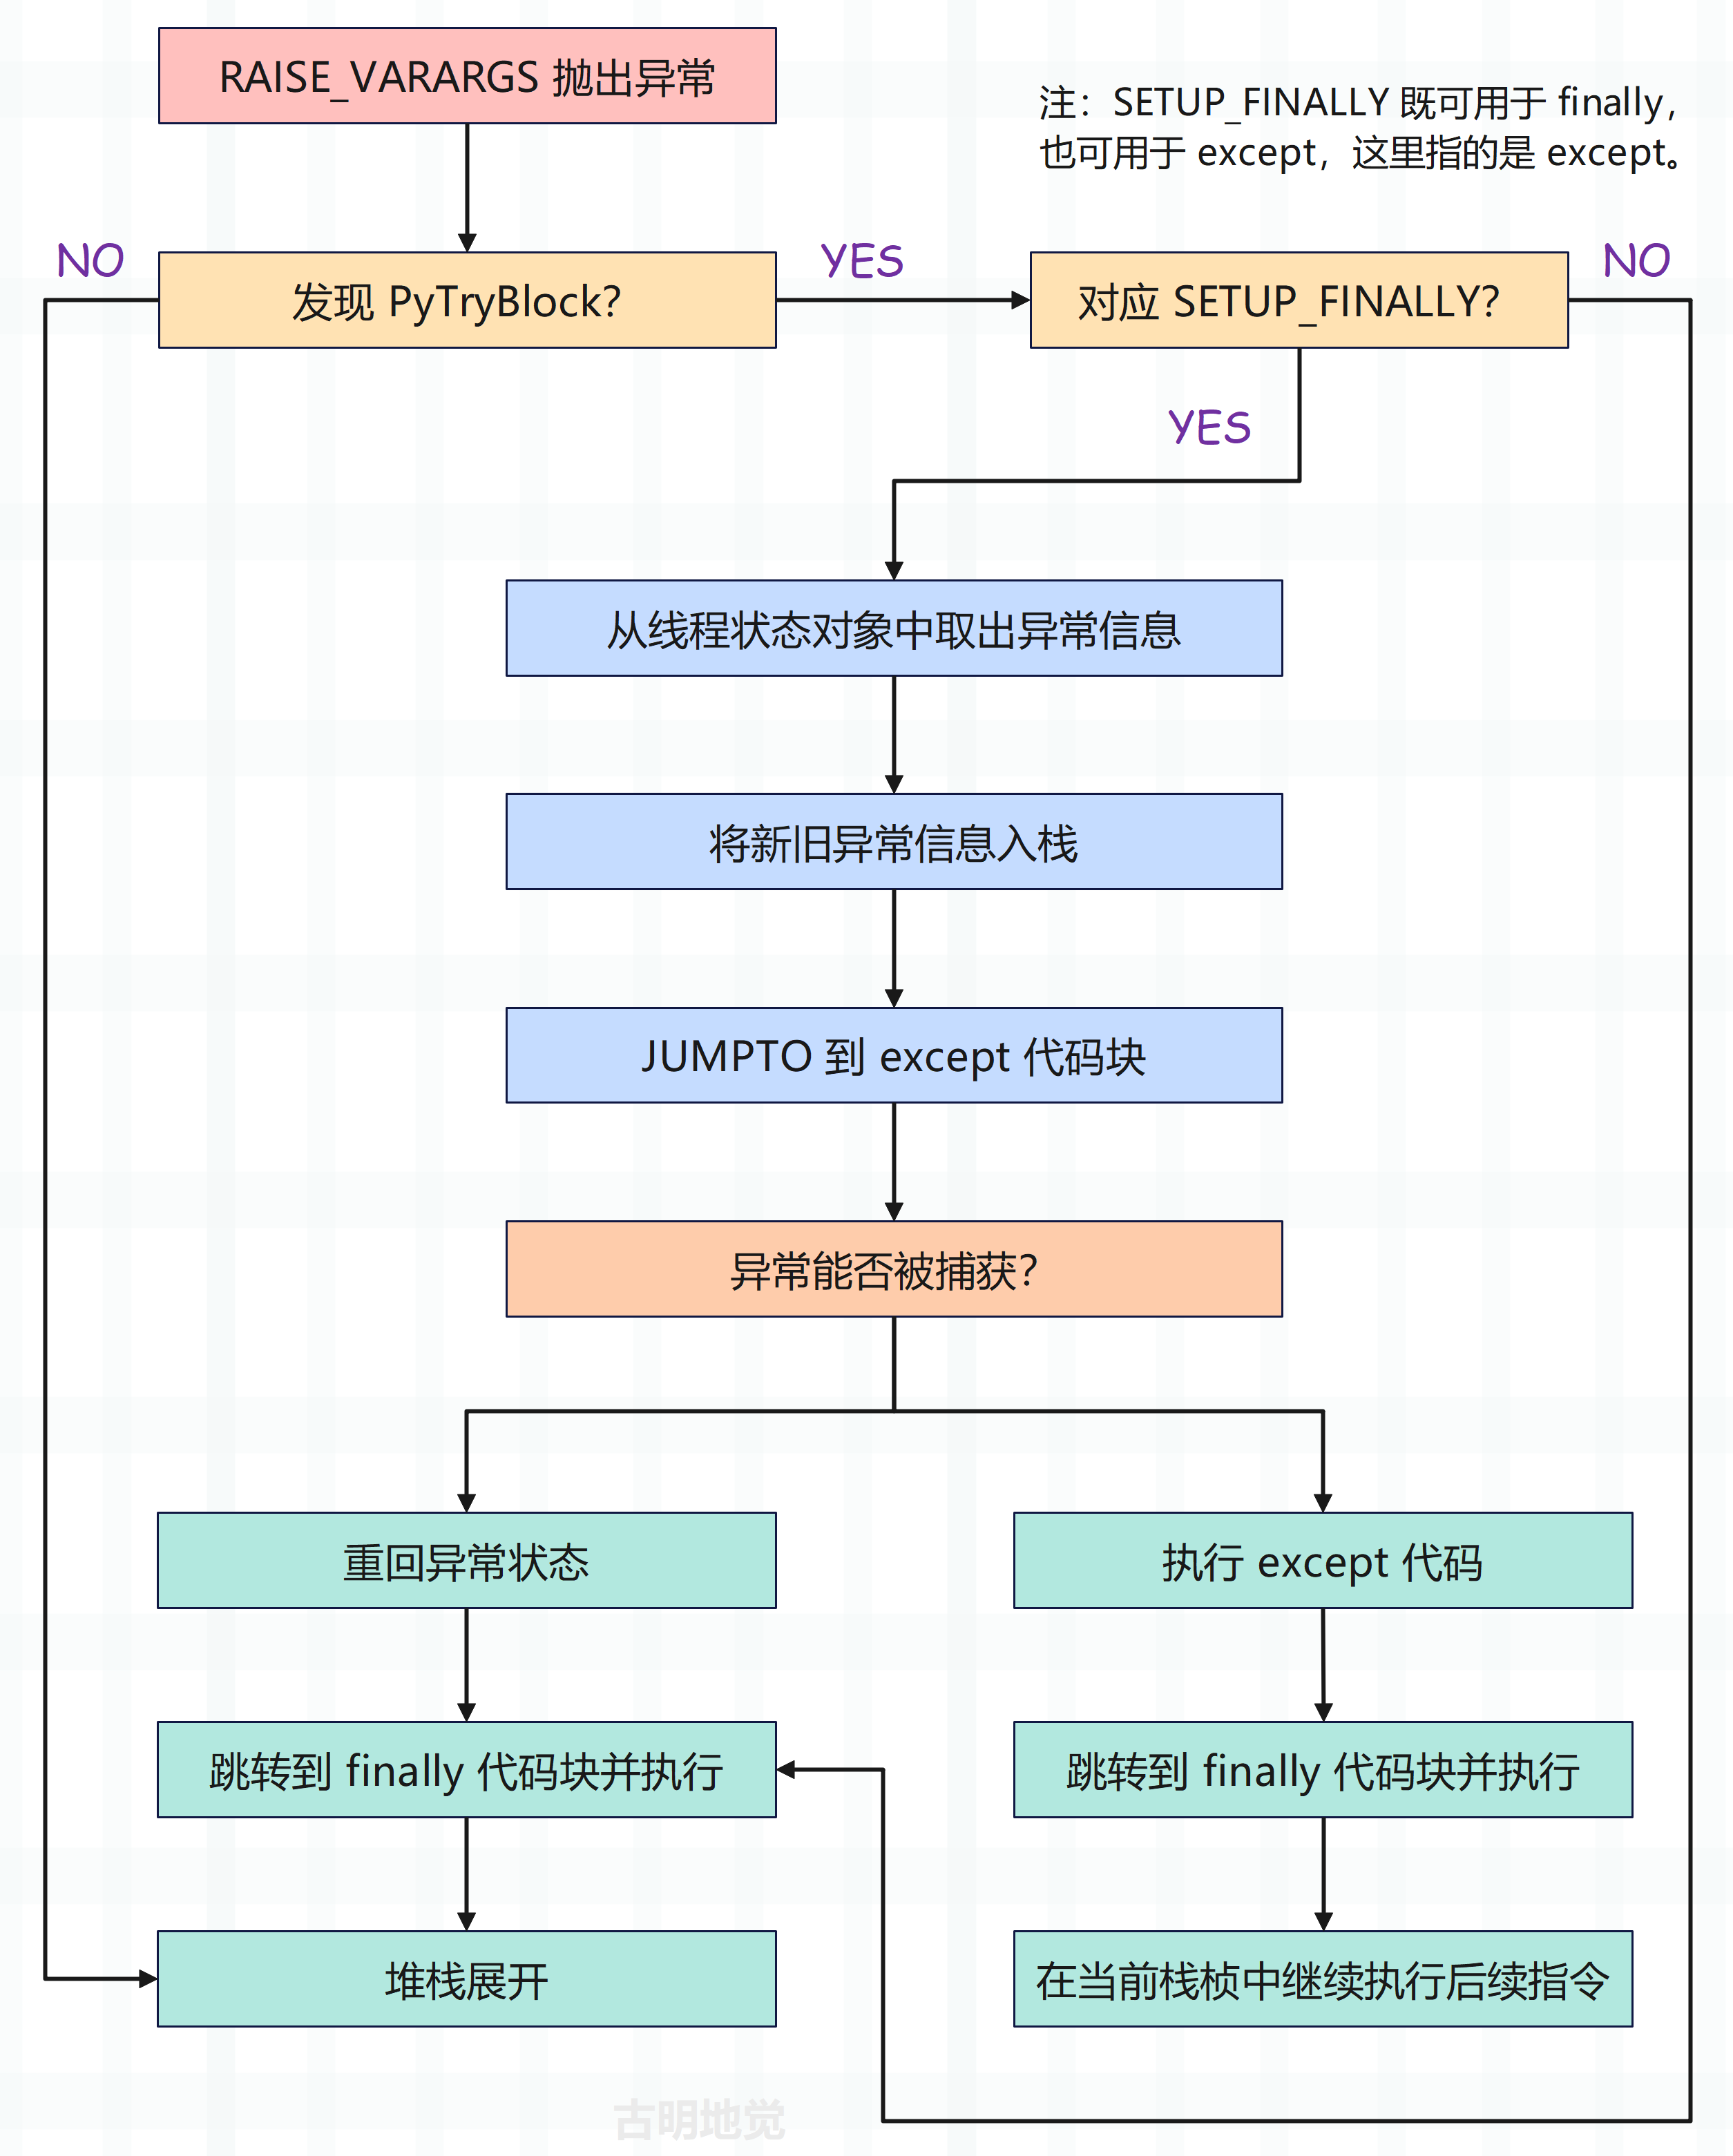 RAISE_VARARGS 抛出异常
注：SETUP_FINALLY 既可用于 finally，
也可用于 except，这里指的是 except。
NO
发现 PyTryBlock？
YES
对应 SETUP_FINALLY？
NO
YES
从线程状态对象中取出异常信息
将新旧异常信息入栈
JUMPTO 到 except 代码块
异常能否被捕获？
重回异常状态
执行 except 代码
跳转到 finally 代码块并执行
跳转到 finally 代码块并执行
堆栈展开
在当前栈桢中继续执行后续指令
古明地觉